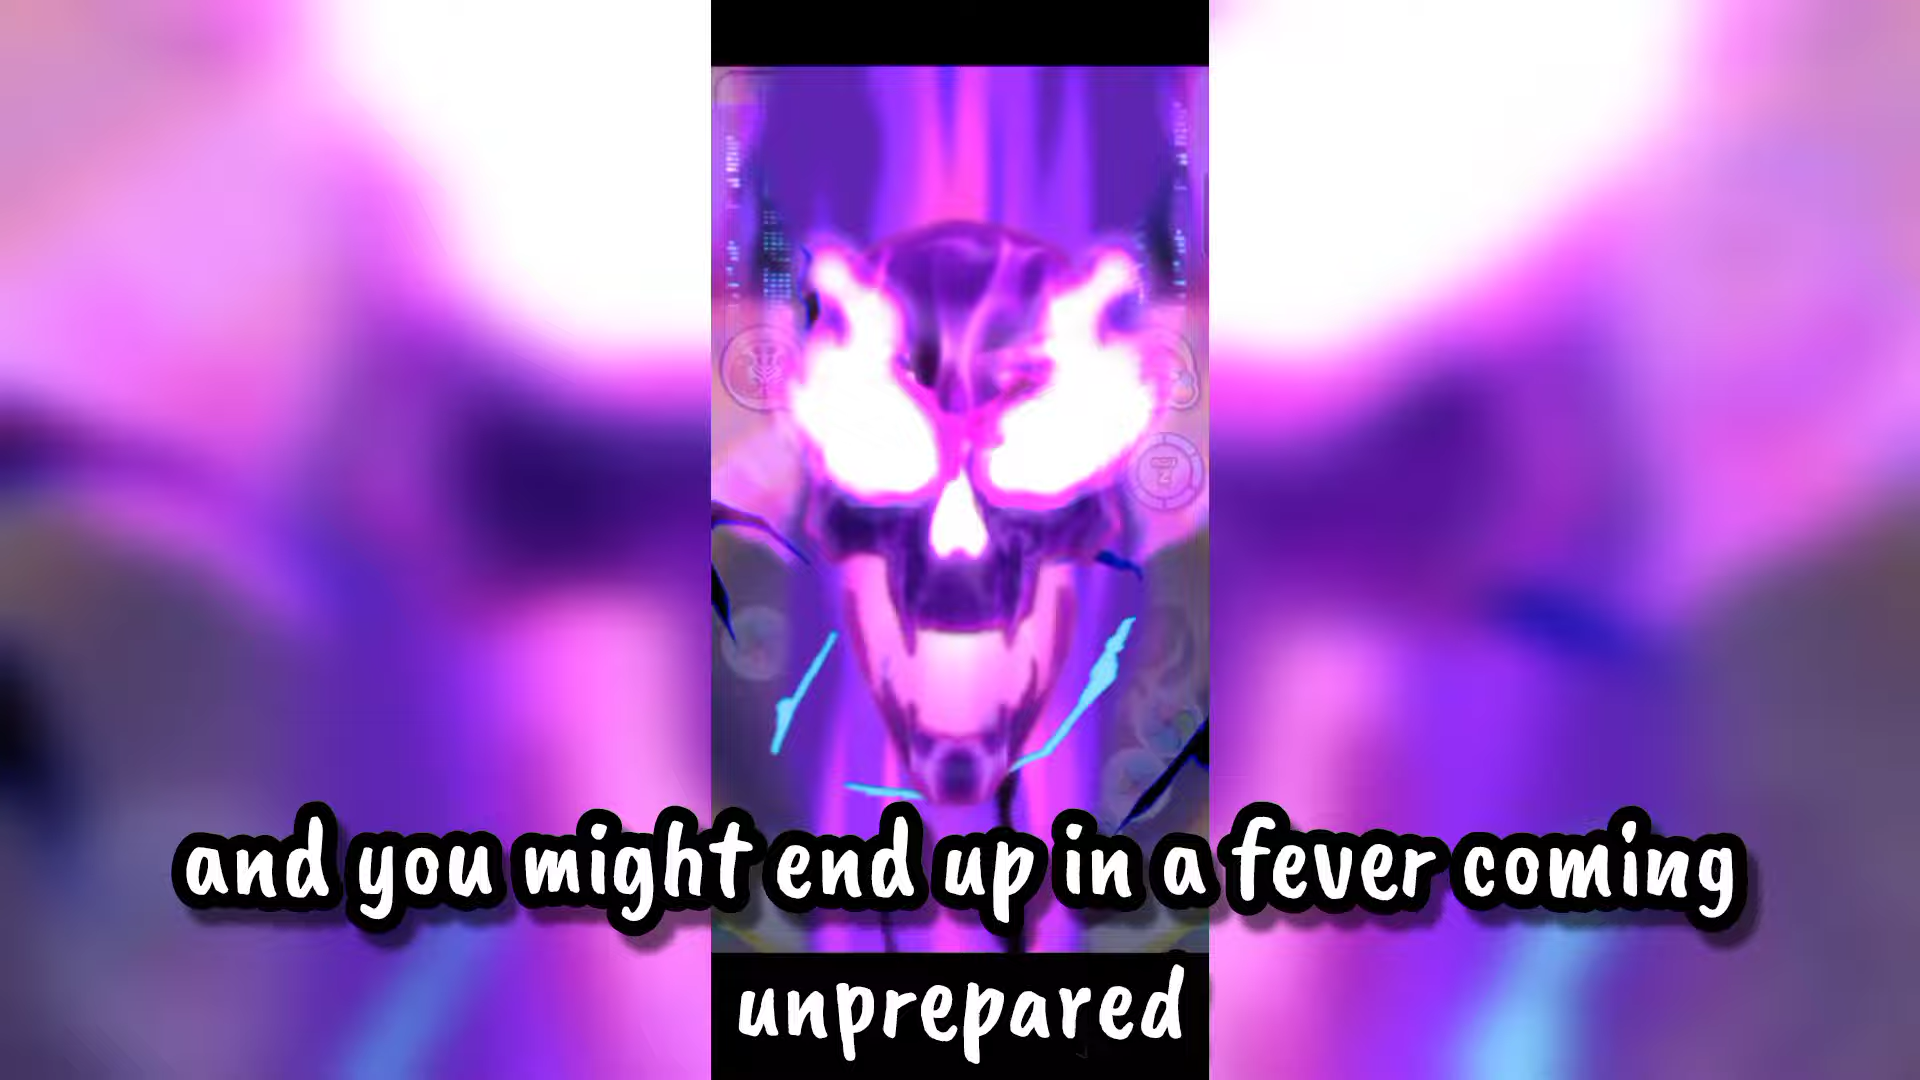 and you might end up in a fever coming
unprepared